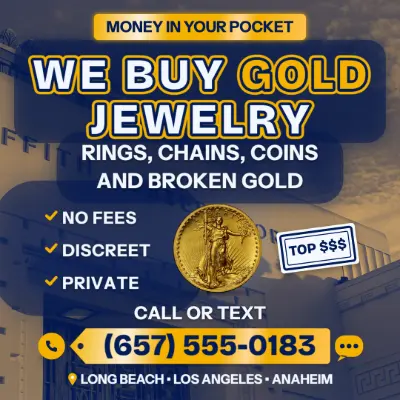 MONEY IN YOUR POCKET
WE BUY GOLD
JEWELRY
RINGS, CHAINS, COINS
AND BROKEN GOLD
NO FEES
DISCREET
PRIVATE
TOP $$$
CALL OR TEXT
(657) 555-0183
LONG BEACH • LOS ANGELES • ANAHEIM